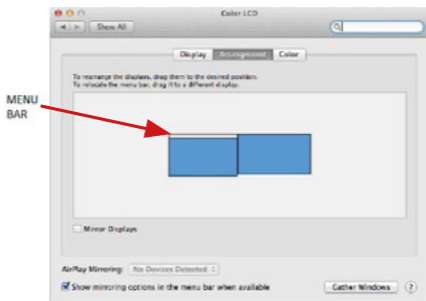 Color LCD
Show All
Display Arrangement Color
To rearrange the displays, drag them to the desired position.
To relocate the menu bar, drag it to a different display.
MENU
BAR
Mirror Displays
AirPlay Mirroring: No Devices Detected
Show mirroring options in the menu bar when available
Gather Windows ?